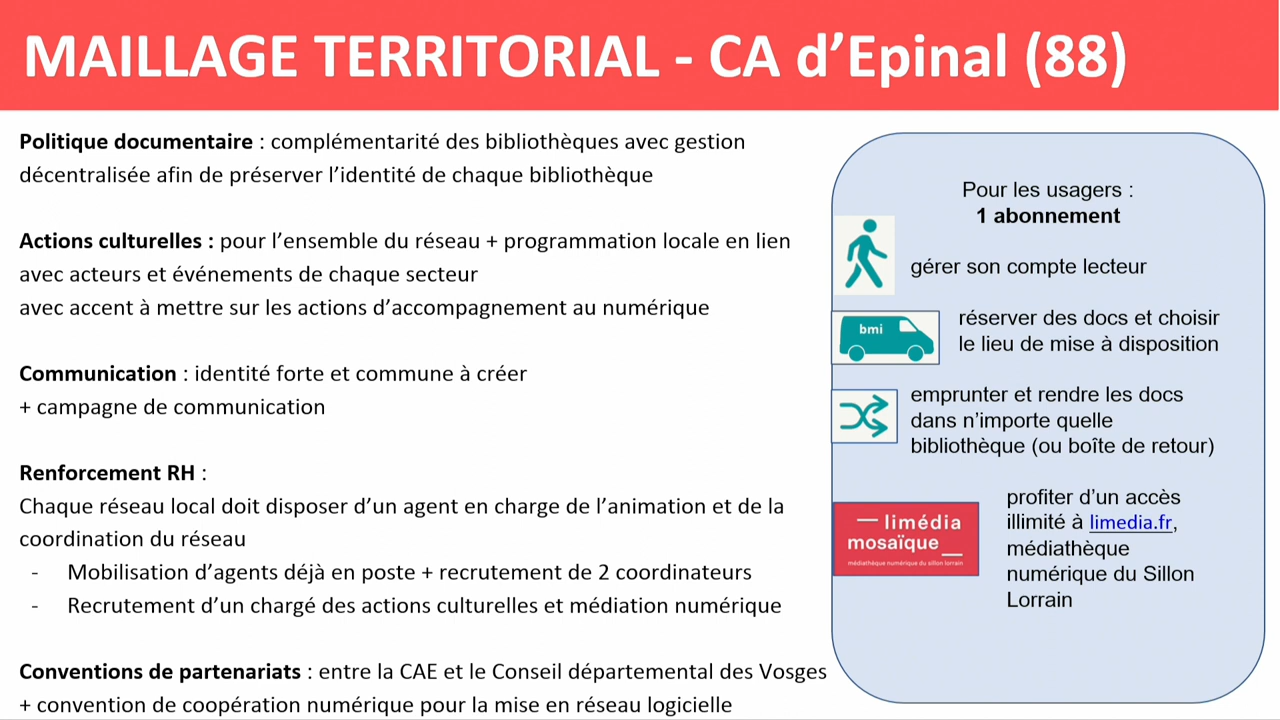 MAILLAGE TERRITORIAL - CA d’Epinal (88)
Politique documentaire : complémentarité des bibliothèques avec gestion
décentralisée afin de préserver l’identité de chaque bibliothèque
Actions culturelles : pour l’ensemble du réseau + programmation locale en lien
avec acteurs et événements de chaque secteur
avec accent à mettre sur les actions d’accompagnement au numérique
Communication : identité forte et commune à créer
+ campagne de communication
Renforcement RH :
Chaque réseau local doit disposer d’un agent en charge de l’animation et de la
coordination du réseau
- Mobilisation d’agents déjà en poste + recrutement de 2 coordinateurs
- Recrutement d’un chargé des actions culturelles et médiation numérique
Conventions de partenariats : entre la CAE et le Conseil départemental des Vosges
+ convention de coopération numérique pour la mise en réseau logicielle
Pour les usagers :
1 abonnement
gérer son compte lecteur
bmi
réserver des docs et choisir
le lieu de mise à disposition
emprunter et rendre les docs
dans n’importe quelle
bibliothèque (ou boîte de retour)
limédia
mosaïque
médiathèque numérique du sillon lorrain
profiter d’un accès
illimité à limedia.fr,
médiathèque
numérique du Sillon
Lorrain